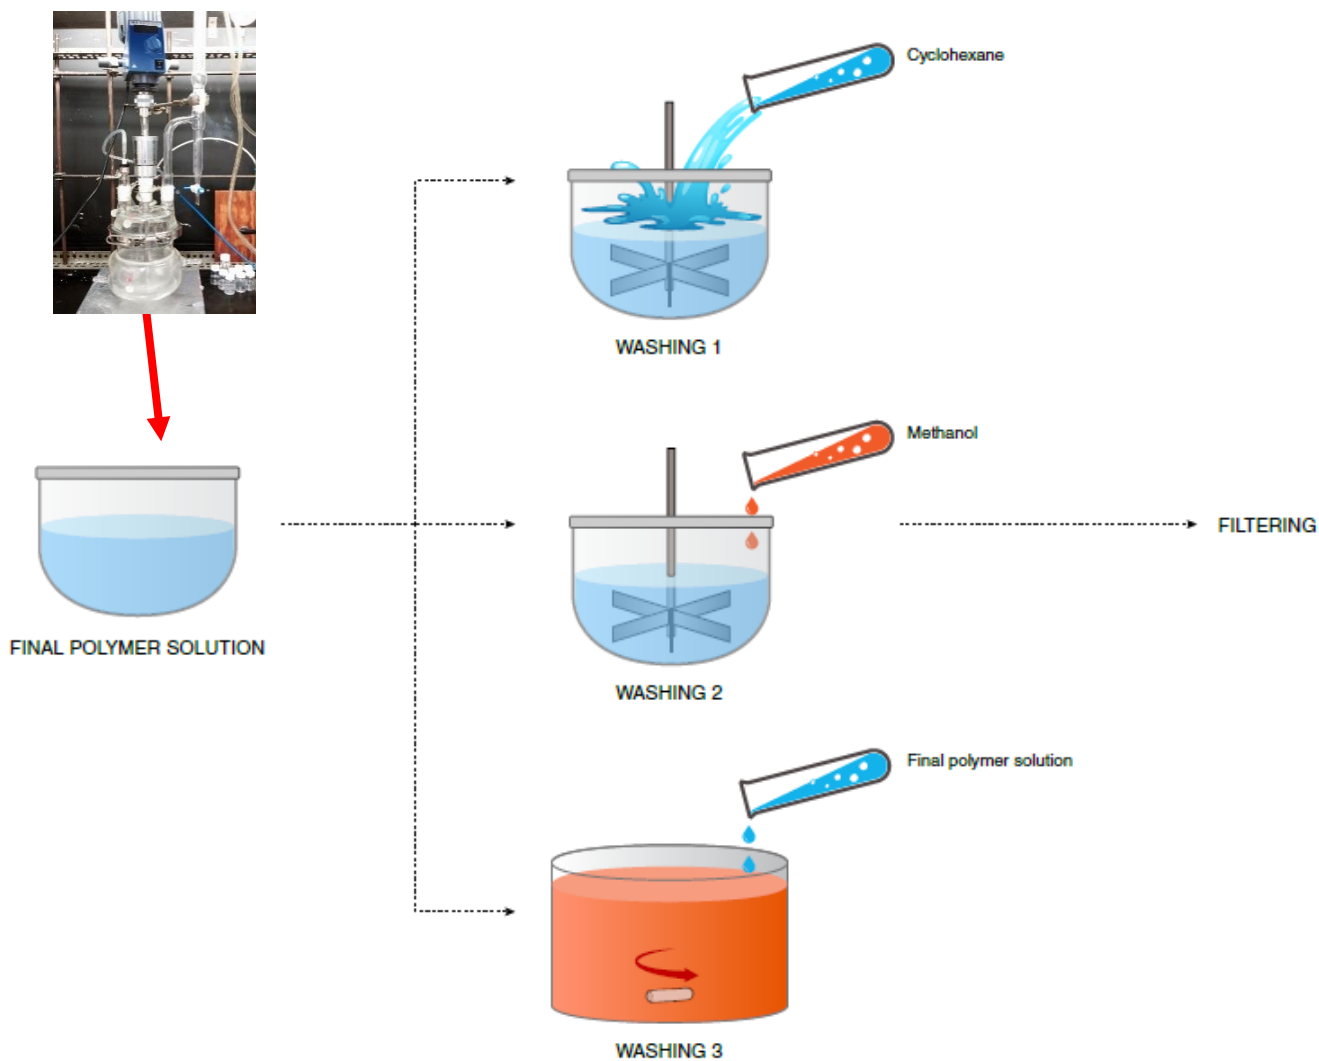 Cyclohexane
WASHING 1
Methanol
FILTERING
FINAL POLYMER SOLUTION
WASHING 2
Final polymer solution
WASHING 3